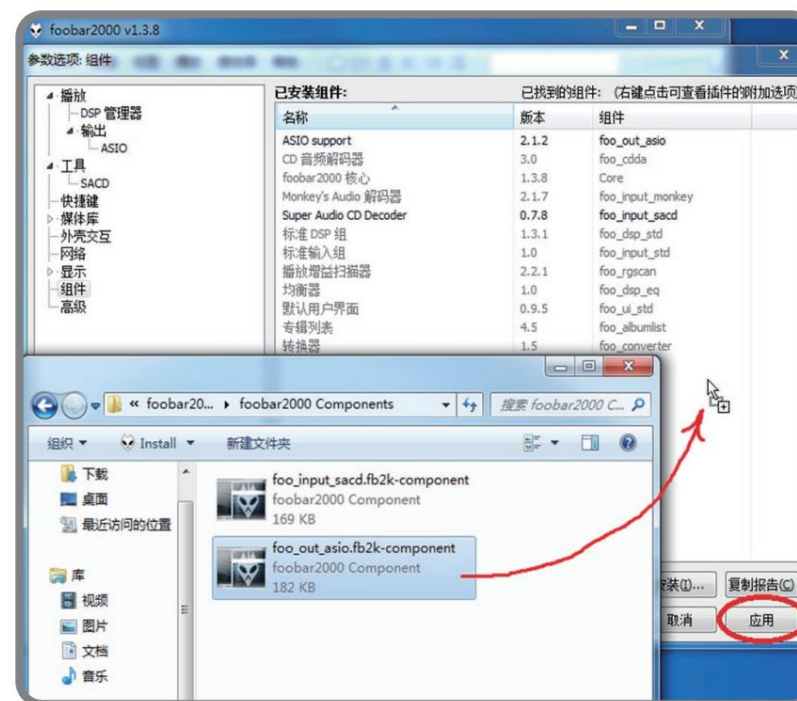 foobar2000 v1.3.8
参数选项: 组件
播放
DSP 管理器
输出
ASIO
工具
SACD
快捷键
媒体库
外壳交互
网络
显示
组件
高级
已安装组件:
已找到的组件: (右键点击可查看插件的附加选项
名称 版本 组件
ASIO support 2.1.2 foo_out_asio
CD 音频解码器 3.0 foo_cdda
foobar2000 核心 1.3.8 Core
Monkey's Audio 解码器 2.1.7 foo_input_monkey
Super Audio CD Decoder 0.7.8 foo_input_sacd
标准 DSP 组 1.3.1 foo_dsp_std
标准输入组 1.0 foo_input_std
播放增益扫描器 2.2.1 foo_rgscan
均衡器 1.0 foo_dsp_eq
默认用户界面 0.9.5 foo_ui_std
专辑列表 4.5 foo_albumlist
转换器 1.5 foo_converter
« foobar20... foobar2000 Components
搜索 foobar2000 C...
组织 Install 新建文件夹
下载
桌面
最近访问的位置
库
视频
图片
文档
音乐
foo_input_sacd.fb2k-component
foobar2000 Component
169 KB
foo_out_asio.fb2k-component
foobar2000 Component
182 KB
装(I)... 复制报告(C)
取消 应用